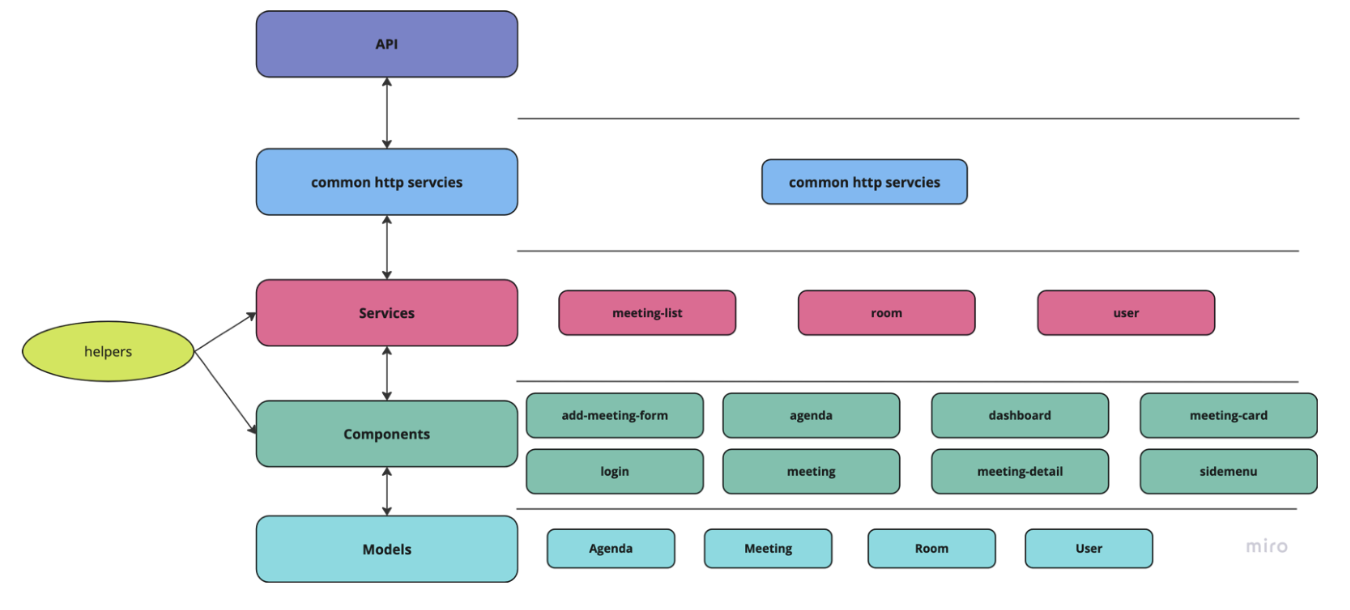 API
common http servcies
common http servcies
Services
meeting-list
room
user
helpers
Components
add-meeting-form
agenda
dashboard
meeting-card
login
meeting
meeting-detail
sidemenu
Models
Agenda
Meeting
Room
User
miro